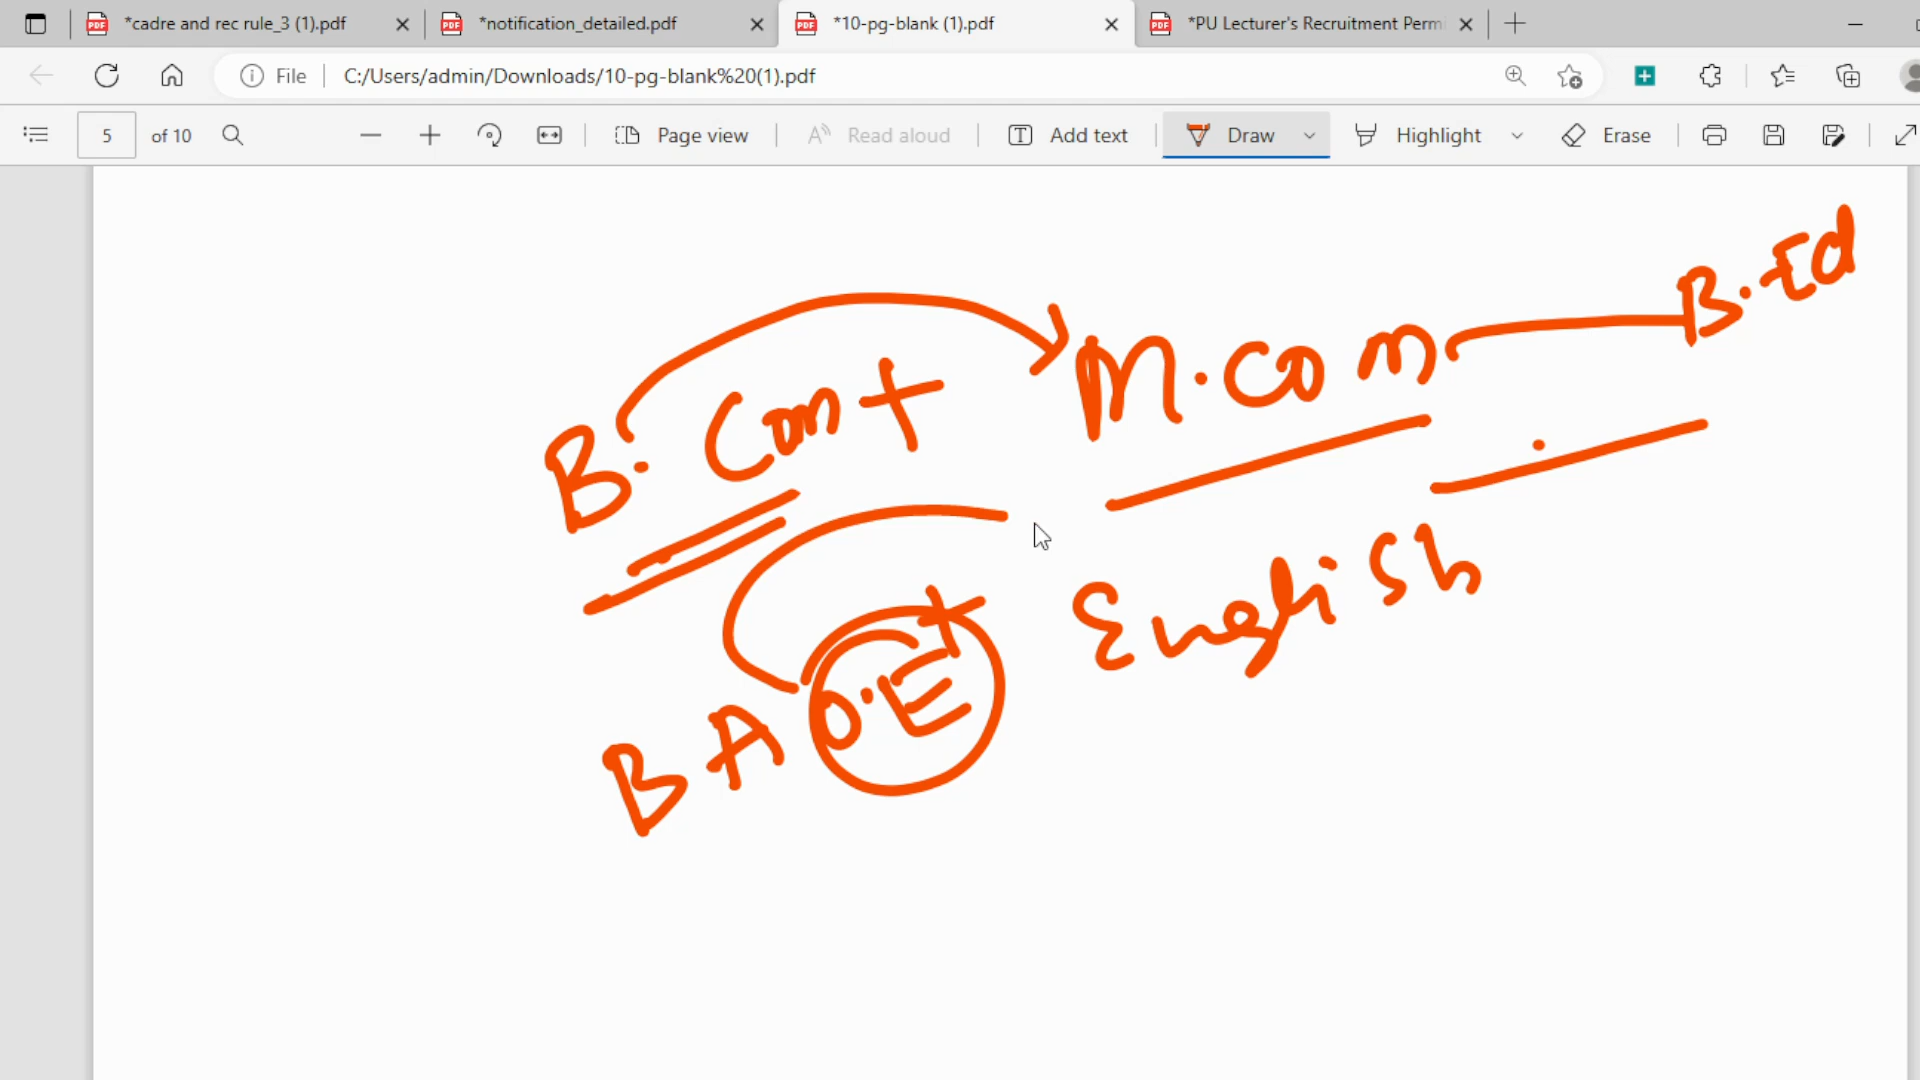 *cadre and rec rule_3 (1).pdf *notification_detailed.pdf *10-pg-blank (1).pdf *PU Lecturer's Recruitment Permi
File C:/Users/admin/Downloads/10-pg-blank%20(1).pdf
5 of 10 Page view Read aloud Add text Draw Highlight Erase
B.Com + M.com B.Ed
BA O.E + English